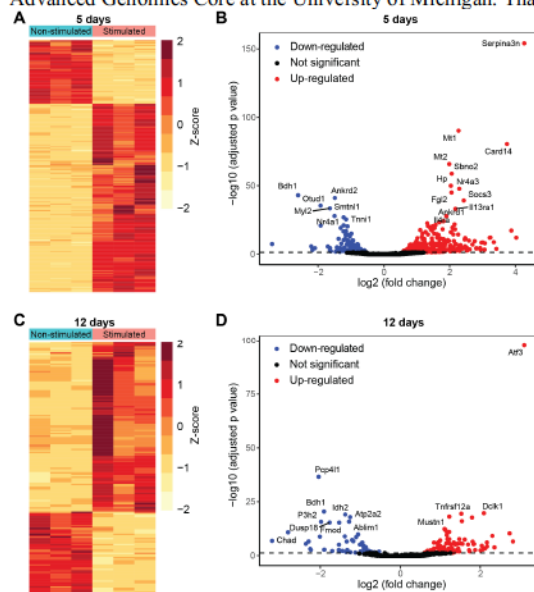 Advanced Genomics Core at the University of Michigan. Tha
A
5 days
Non-stimulated
Stimulated
2
1
0
−1
−2
Z-score
B
5 days
Down-regulated
Not significant
Up-regulated
Serpina3n
Mt1
Card14
Mt2
Sbno2
Hp
Nr4a3
Socs3
Fgl2
Il13ra1
Ankrd1
Bdh1
Ankrd2
Otud1
Smtnl1
Myl2
Tnni1
Nr4a1
150
100
50
0
−2
0
2
4
−log10 (adjusted p value)
log2 (fold change)
C
12 days
Non-stimulated
Stimulated
2
1
0
−1
−2
Z-score
D
12 days
Down-regulated
Not significant
Up-regulated
Atf3
Pcp4l1
Bdh1
Idh2
P3h2
Atp2a2
Dusp18
Fmod
Ablim1
Chad
Tnfrsf12a
Dclk1
Mustn1
100
75
50
25
0
−2
0
2
−log10 (adjusted p value)
log2 (fold change)